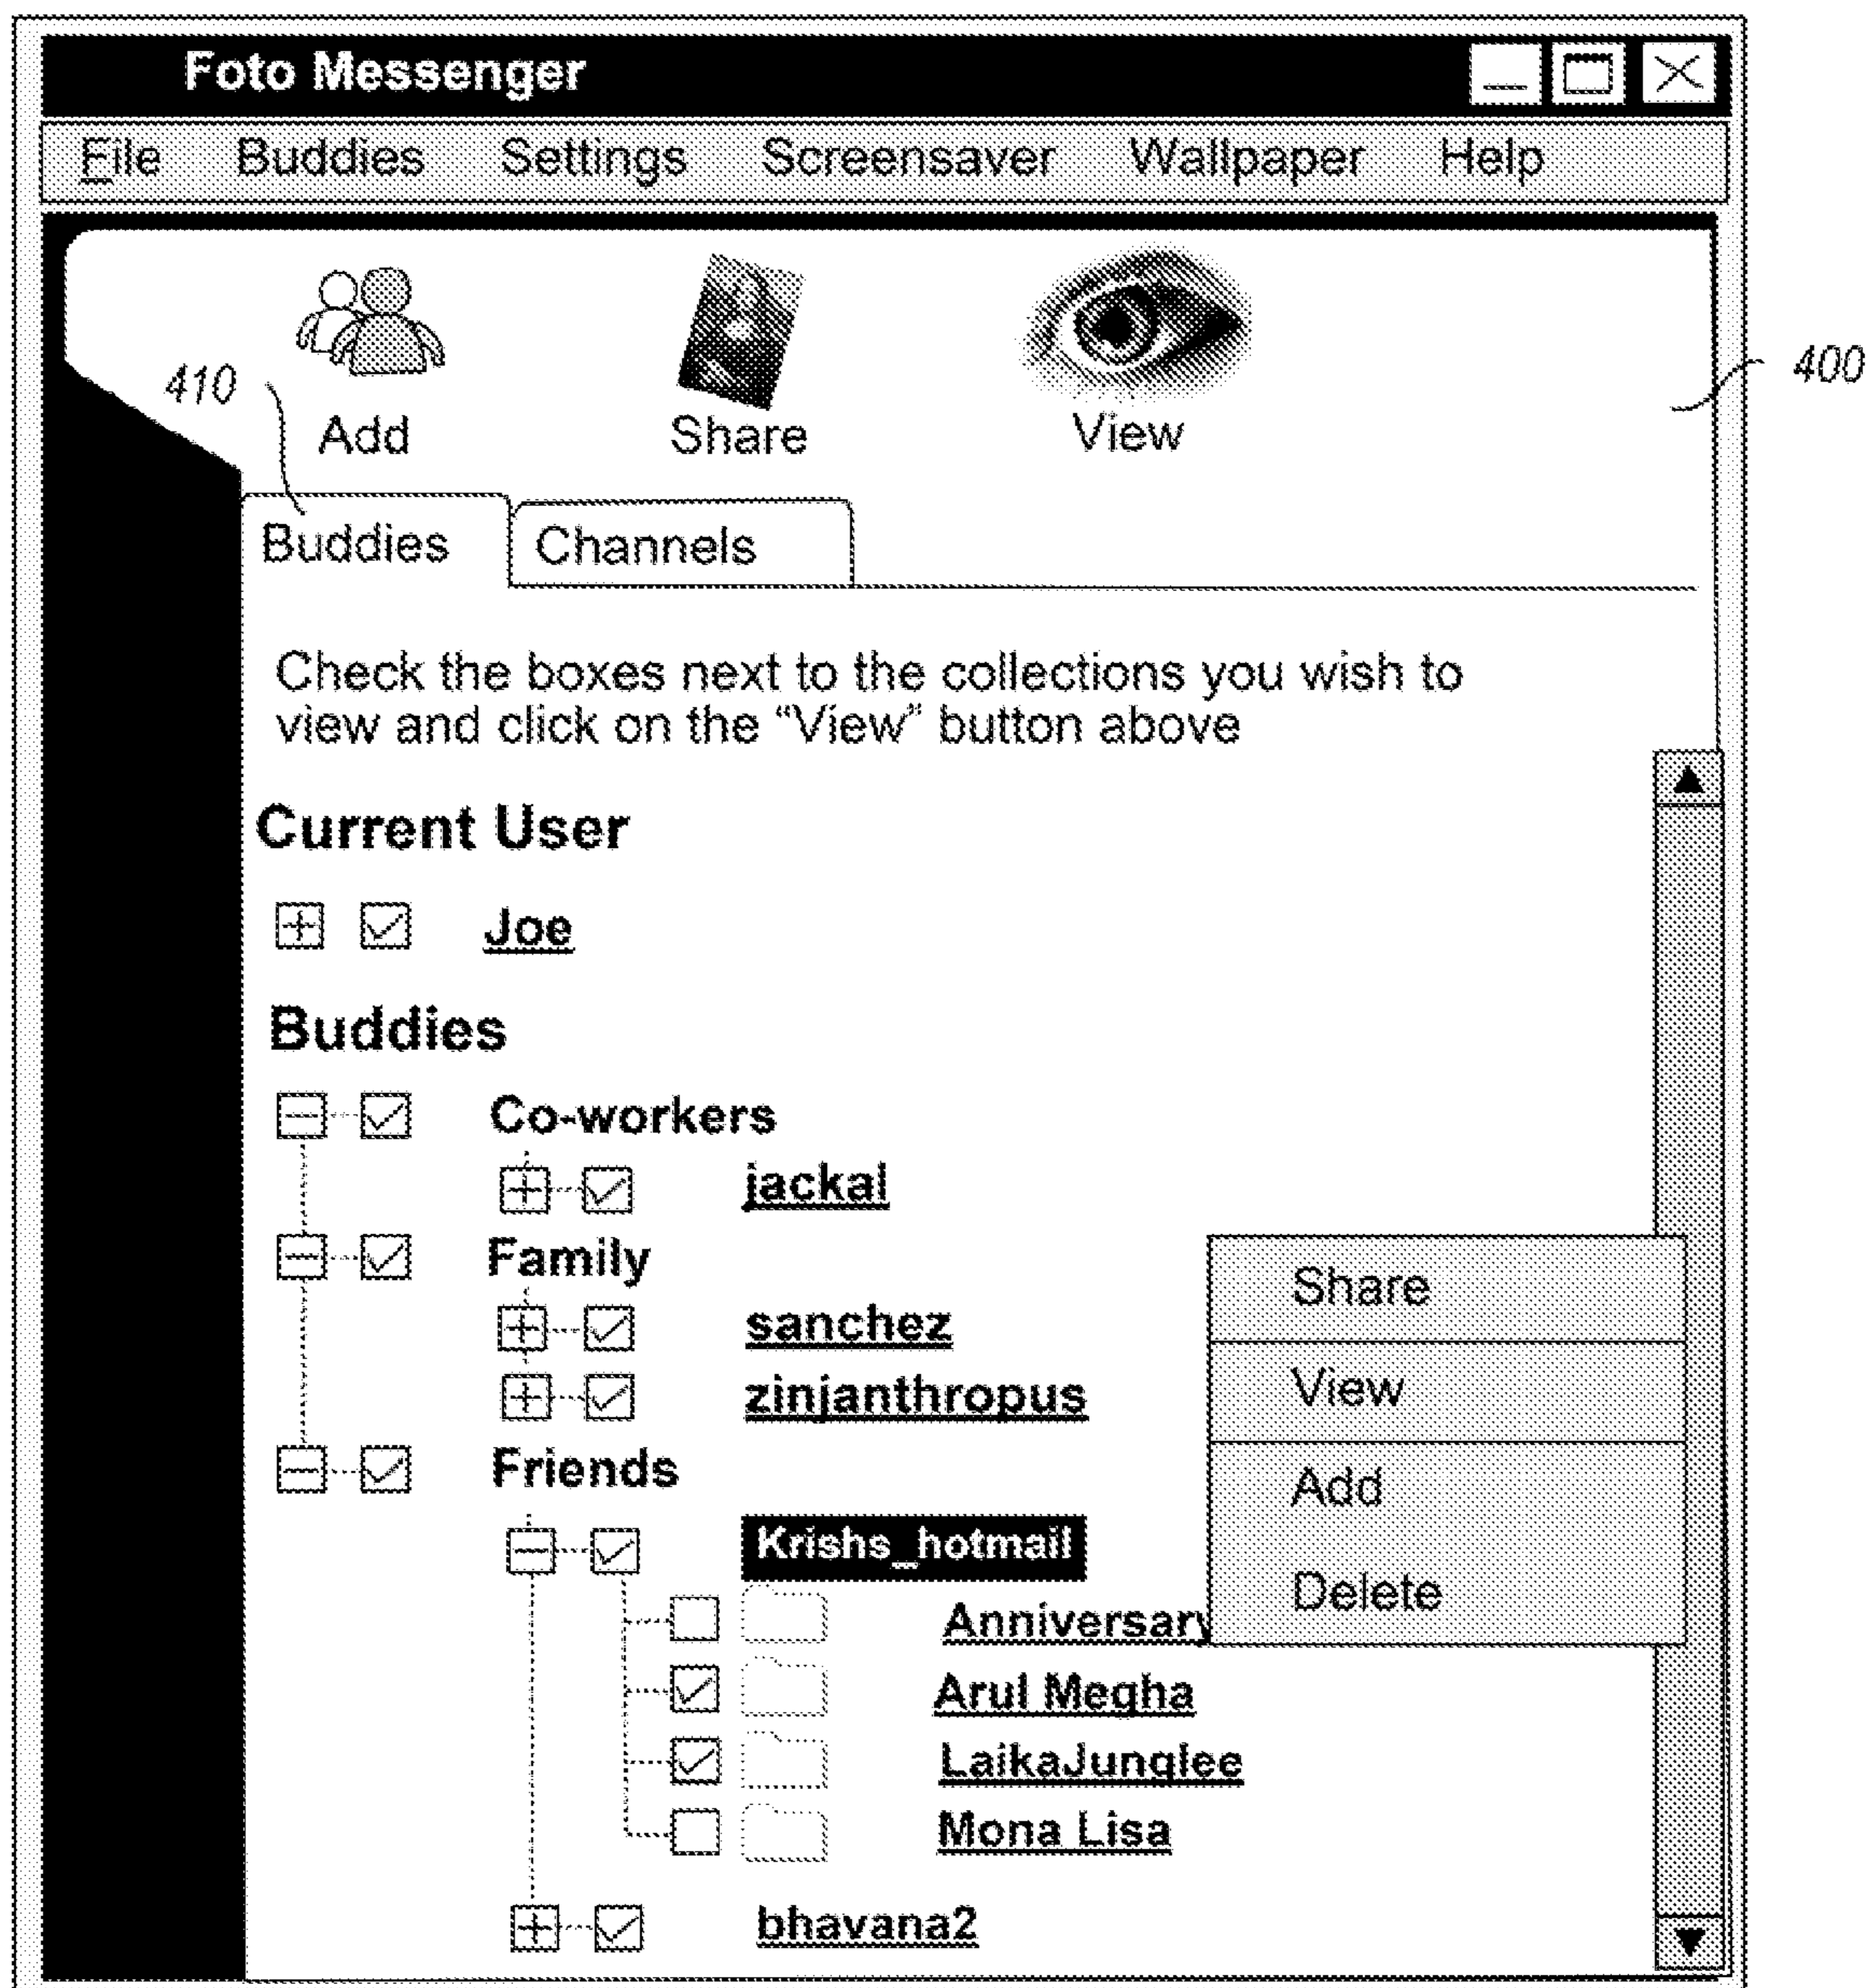 Foto Messenger
File Buddies Settings Screensaver Wallpaper Help
410
400
Add Share View
Buddies Channels
Check the boxes next to the collections you wish to
view and click on the “View” button above
Current User
Joe
Buddies
Co-workers
jackal
Family
Share
sanchez
View
zinjanthropus
Friends
Add
Krishs_hotmail
Delete
Anniversary
Arul Megha
LaikaJunglee
Mona Lisa
bhavana2